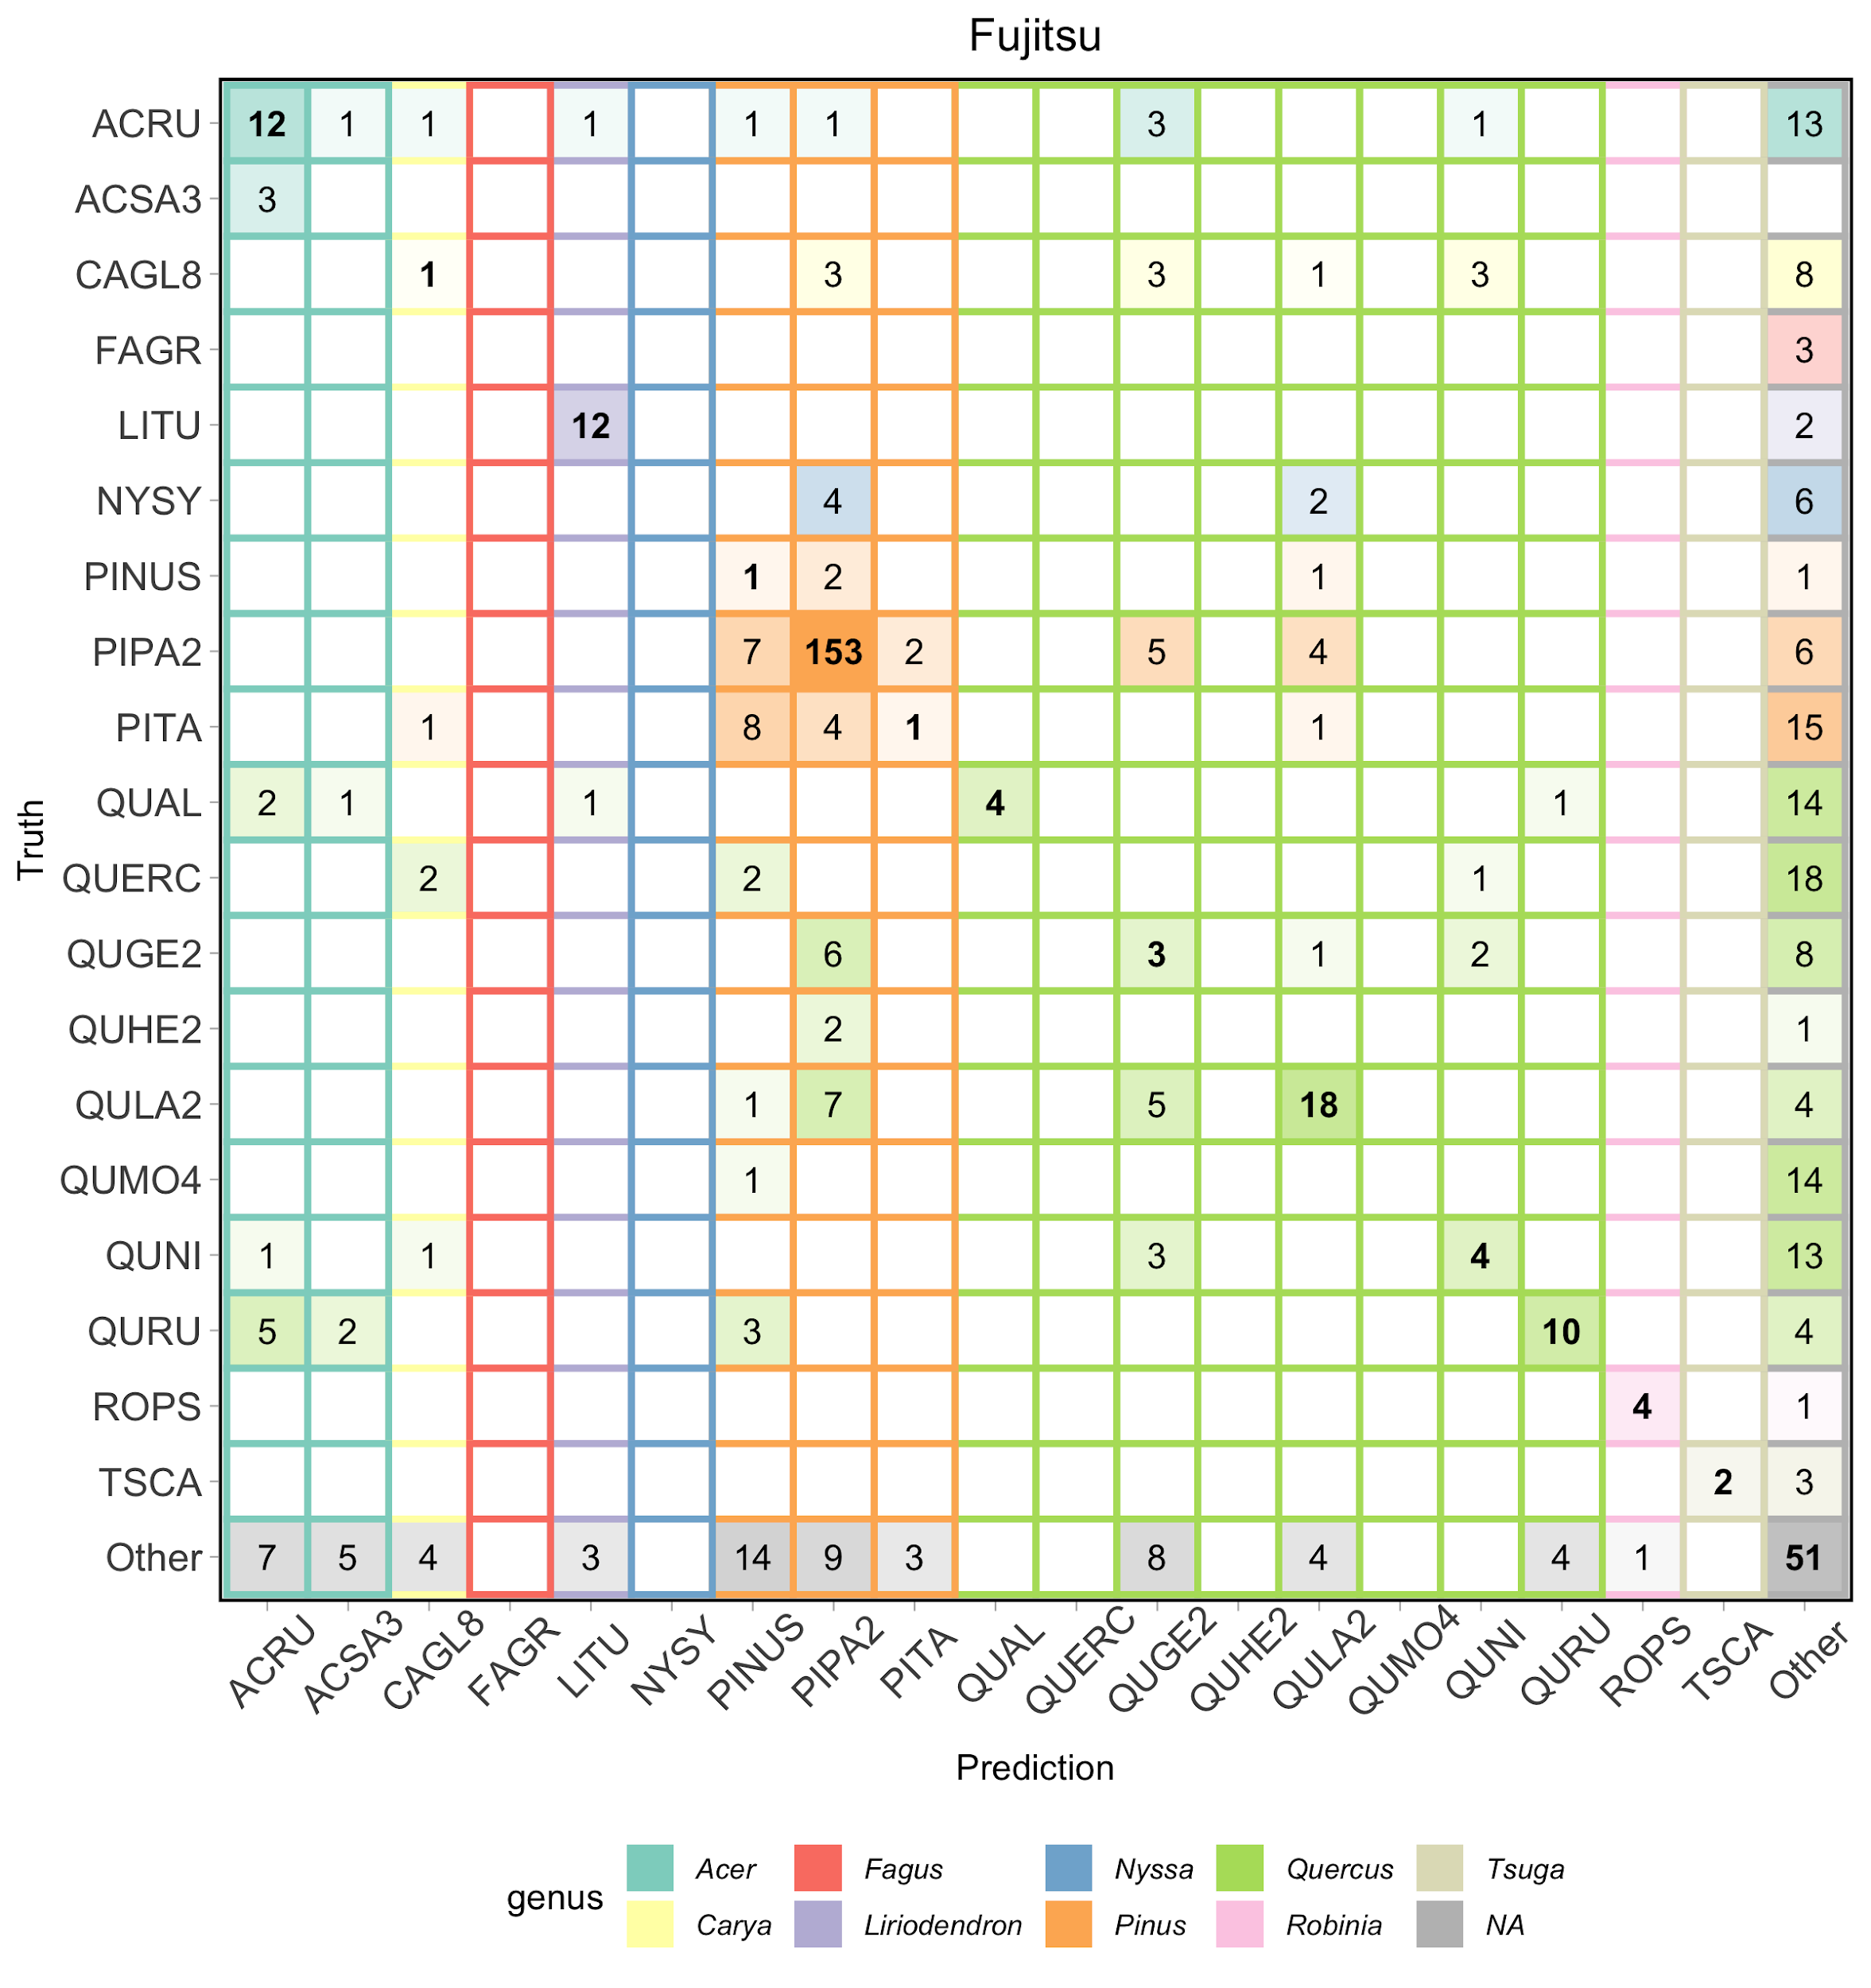 Fujitsu
ACRU 12 1 1 1 1 1 3 1 13
ACSA3 3
CAGL8 1 3 3 1 3 8
FAGR 3
LITU 12 2
NYSY 4 2 6
PINUS 1 2 1 1
PIPA2 7 153 2 5 4 6
PITA 1 8 4 1 1 15
QUAL 2 1 1 4 1 14
QUERC 2 2 1 18
QUGE2 6 3 1 2 8
QUHE2 2 1
QULA2 1 7 5 18 4
QUMO4 1 14
QUNI 1 1 3 4 13
QURU 5 2 3 10 4
ROPS 4 1
TSCA 2 3
Other 7 5 4 3 14 9 3 8 4 4 1 51
Truth
ACRU ACSA3 CAGL8 FAGR LITU NYSY PINUS PIPA2 PITA QUAL QUERC QUGE2 QUHE2 QULA2 QUMO4 QUNI QURU ROPS TSCA Other
Prediction
genus
Acer Fagus Nyssa Quercus Tsuga
Carya Liriodendron Pinus Robinia NA